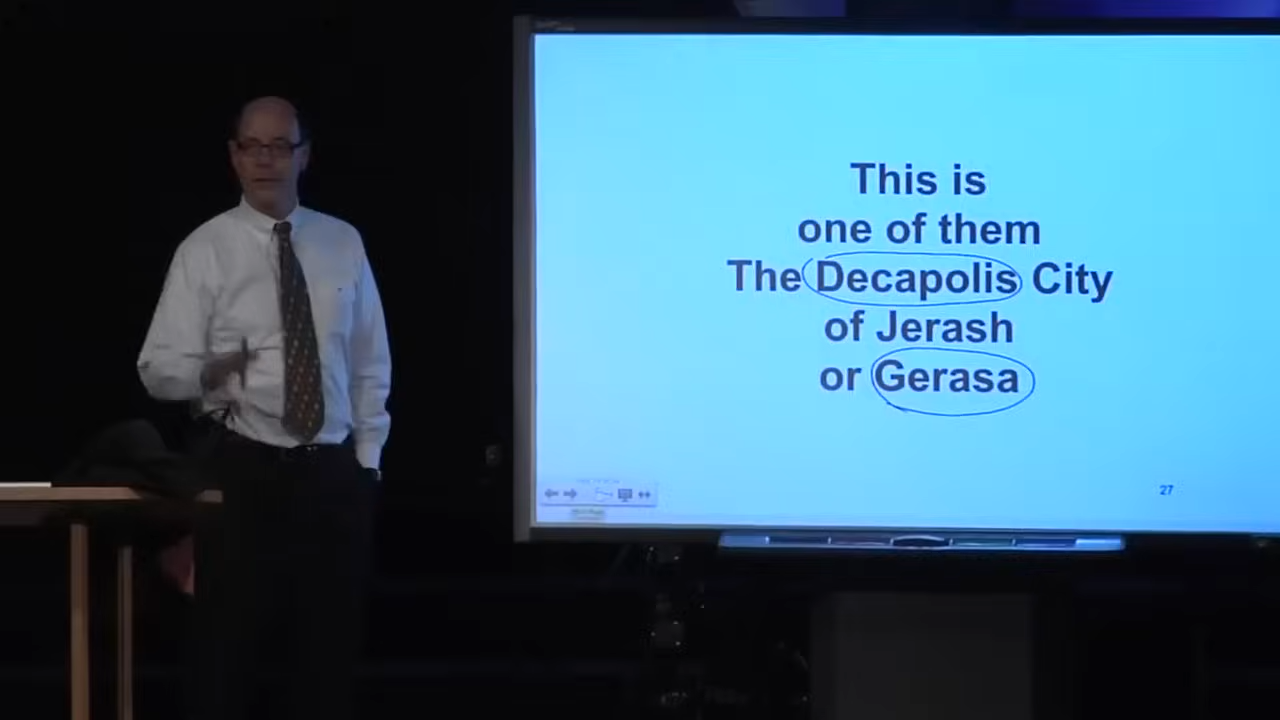 This is
one of them
The Decapolis City
of Jerash
or Gerasa
27